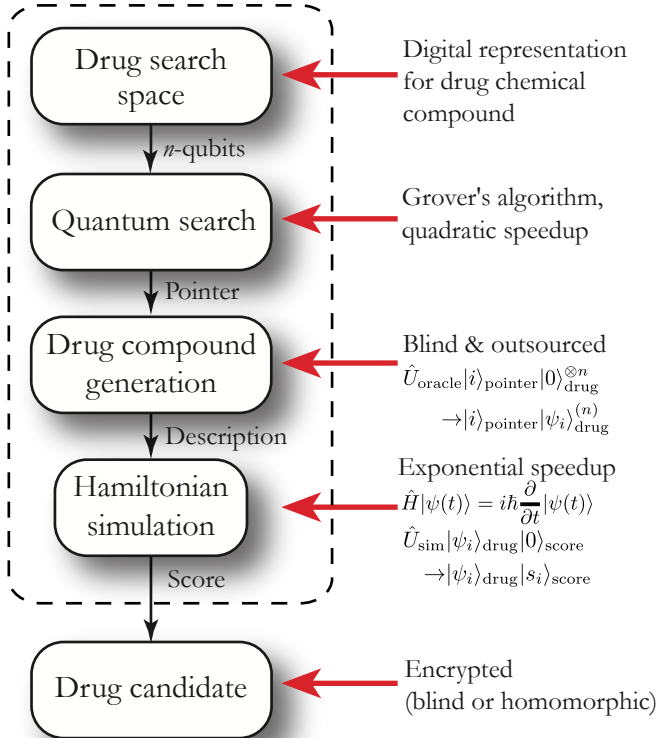 Drug search
space
Digital representation
for drug chemical
compound
n-qubits
Quantum search
Grover's algorithm,
quadratic speedup
Pointer
Drug compound
generation
Blind & outsourced
Û_oracle|i⟩_pointer|0⟩_drug^⊗n
→|i⟩_pointer|ψ_i⟩_drug^(n)
Description
Hamiltonian
simulation
Exponential speedup
Ĥ|ψ(t)⟩ = iℏ ∂/∂t |ψ(t)⟩
Û_sim|ψ_i⟩_drug|0⟩_score
→|ψ_i⟩_drug|s_i⟩_score
Score
Drug candidate
Encrypted
(blind or homomorphic)